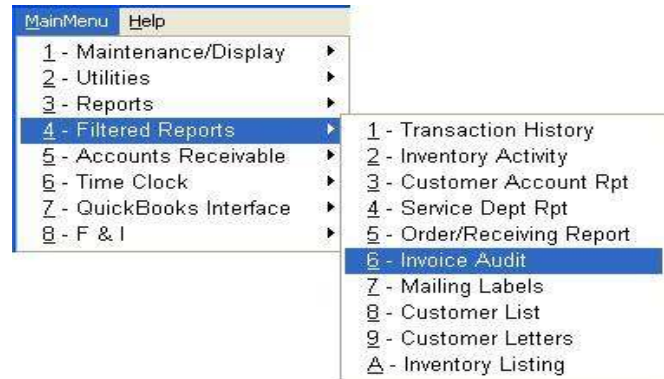 MainMenu Help
1 - Maintenance/Display
2 - Utilities
3 - Reports
4 - Filtered Reports
5 - Accounts Receivable
6 - Time Clock
7 - QuickBooks Interface
8 - F & I
1 - Transaction History
2 - Inventory Activity
3 - Customer Account Rpt
4 - Service Dept Rpt
5 - Order/Receiving Report
6 - Invoice Audit
7 - Mailing Labels
8 - Customer List
9 - Customer Letters
A - Inventory Listing